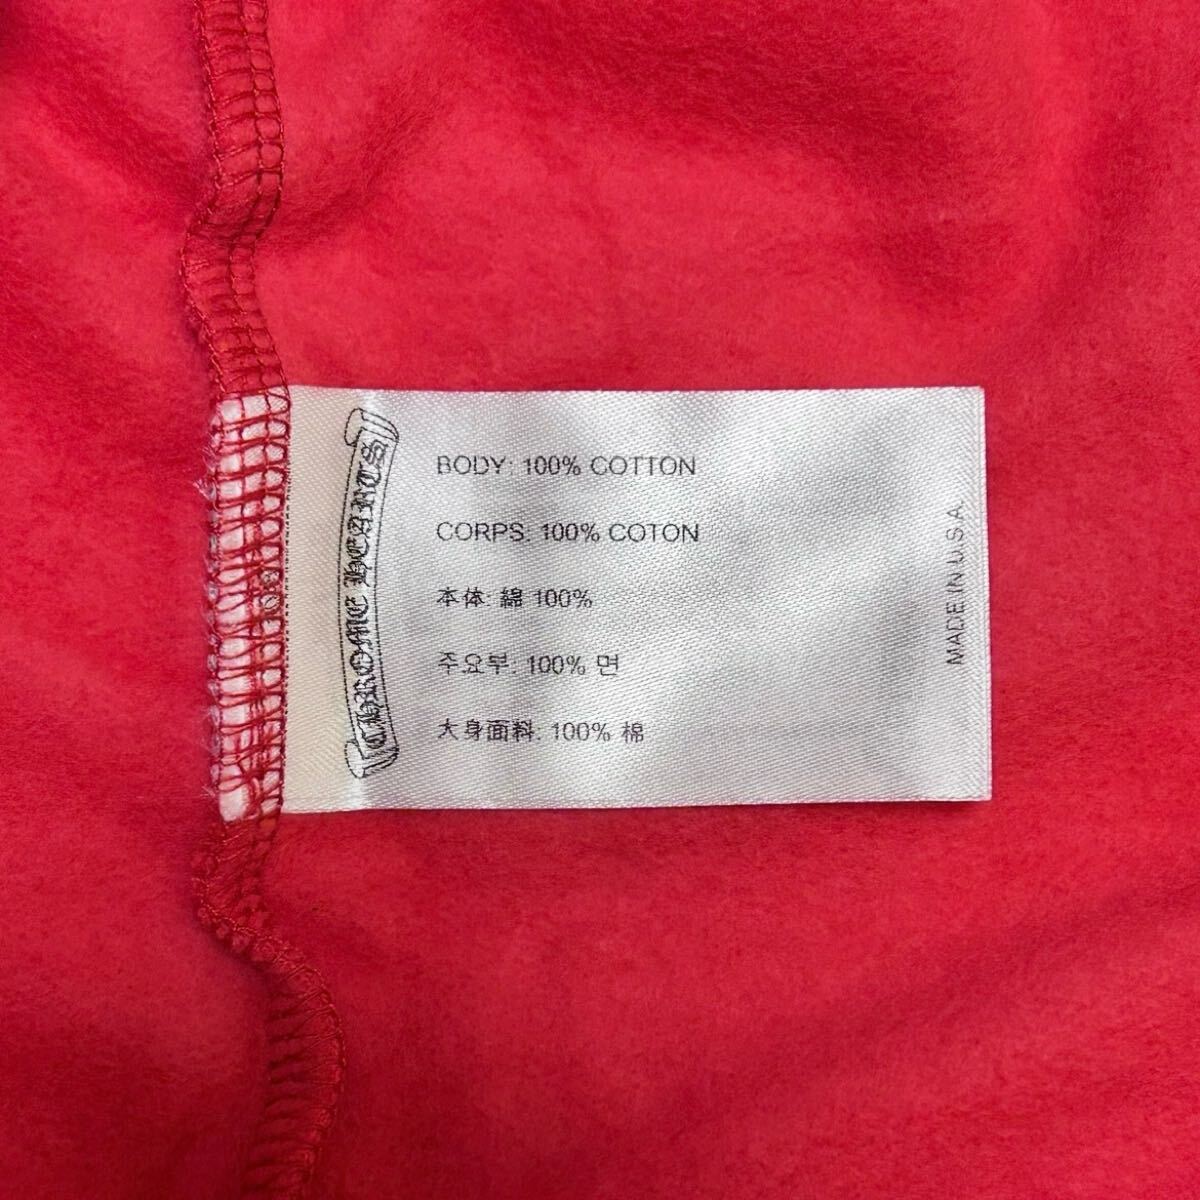 CHROME HEARTS
BODY: 100% COTTON
CORPS: 100% COTON
本体: 綿 100%
주요부: 100% 면
大身面料: 100% 棉
MADE IN U.S.A.